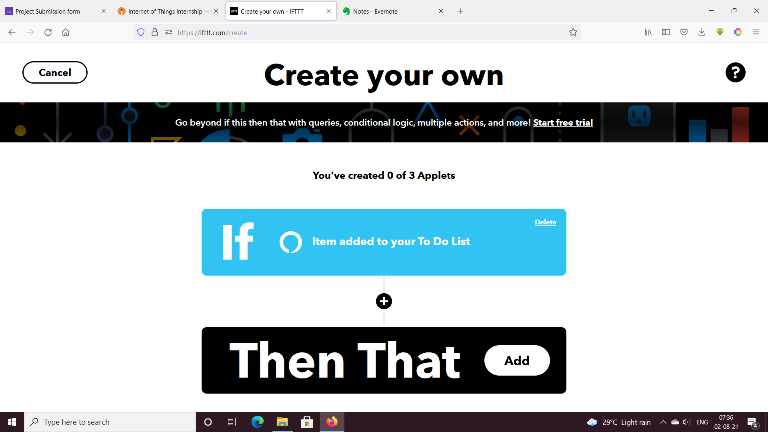 Project Submission form
Internet of Things Internship —
Create your own - IFTTT
Notes - Evernote
https://ifttt.com/create
Cancel
Create your own
?
Go beyond if this then that with queries, conditional logic, multiple actions, and more! Start free trial
You've created 0 of 3 Applets
If
Item added to your To Do List
Delete
Then That
Add
Type here to search
29°C Light rain
ENG
07:36
02-08-21